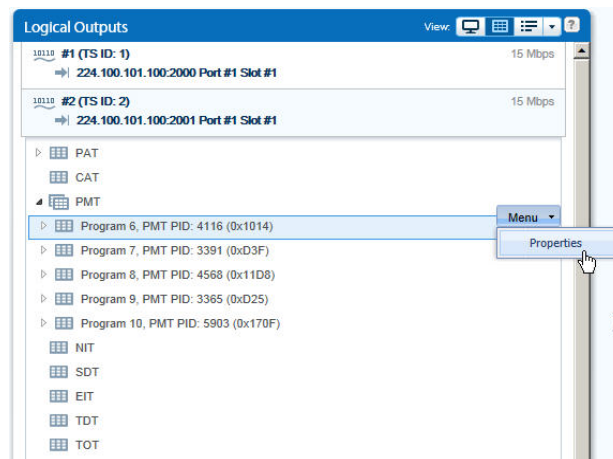 Logical Outputs View: ?
10110 #1 (TS ID: 1) 15 Mbps
224.100.101.100:2000 Port #1 Slot #1
10110 #2 (TS ID: 2) 15 Mbps
224.100.101.100:2001 Port #1 Slot #1
PAT
CAT
PMT
Menu
Program 6, PMT PID: 4116 (0x1014)
Properties
Program 7, PMT PID: 3391 (0xD3F)
Program 8, PMT PID: 4568 (0x11D8)
Program 9, PMT PID: 3365 (0xD25)
Program 10, PMT PID: 5903 (0x170F)
NIT
SDT
EIT
TDT
TOT